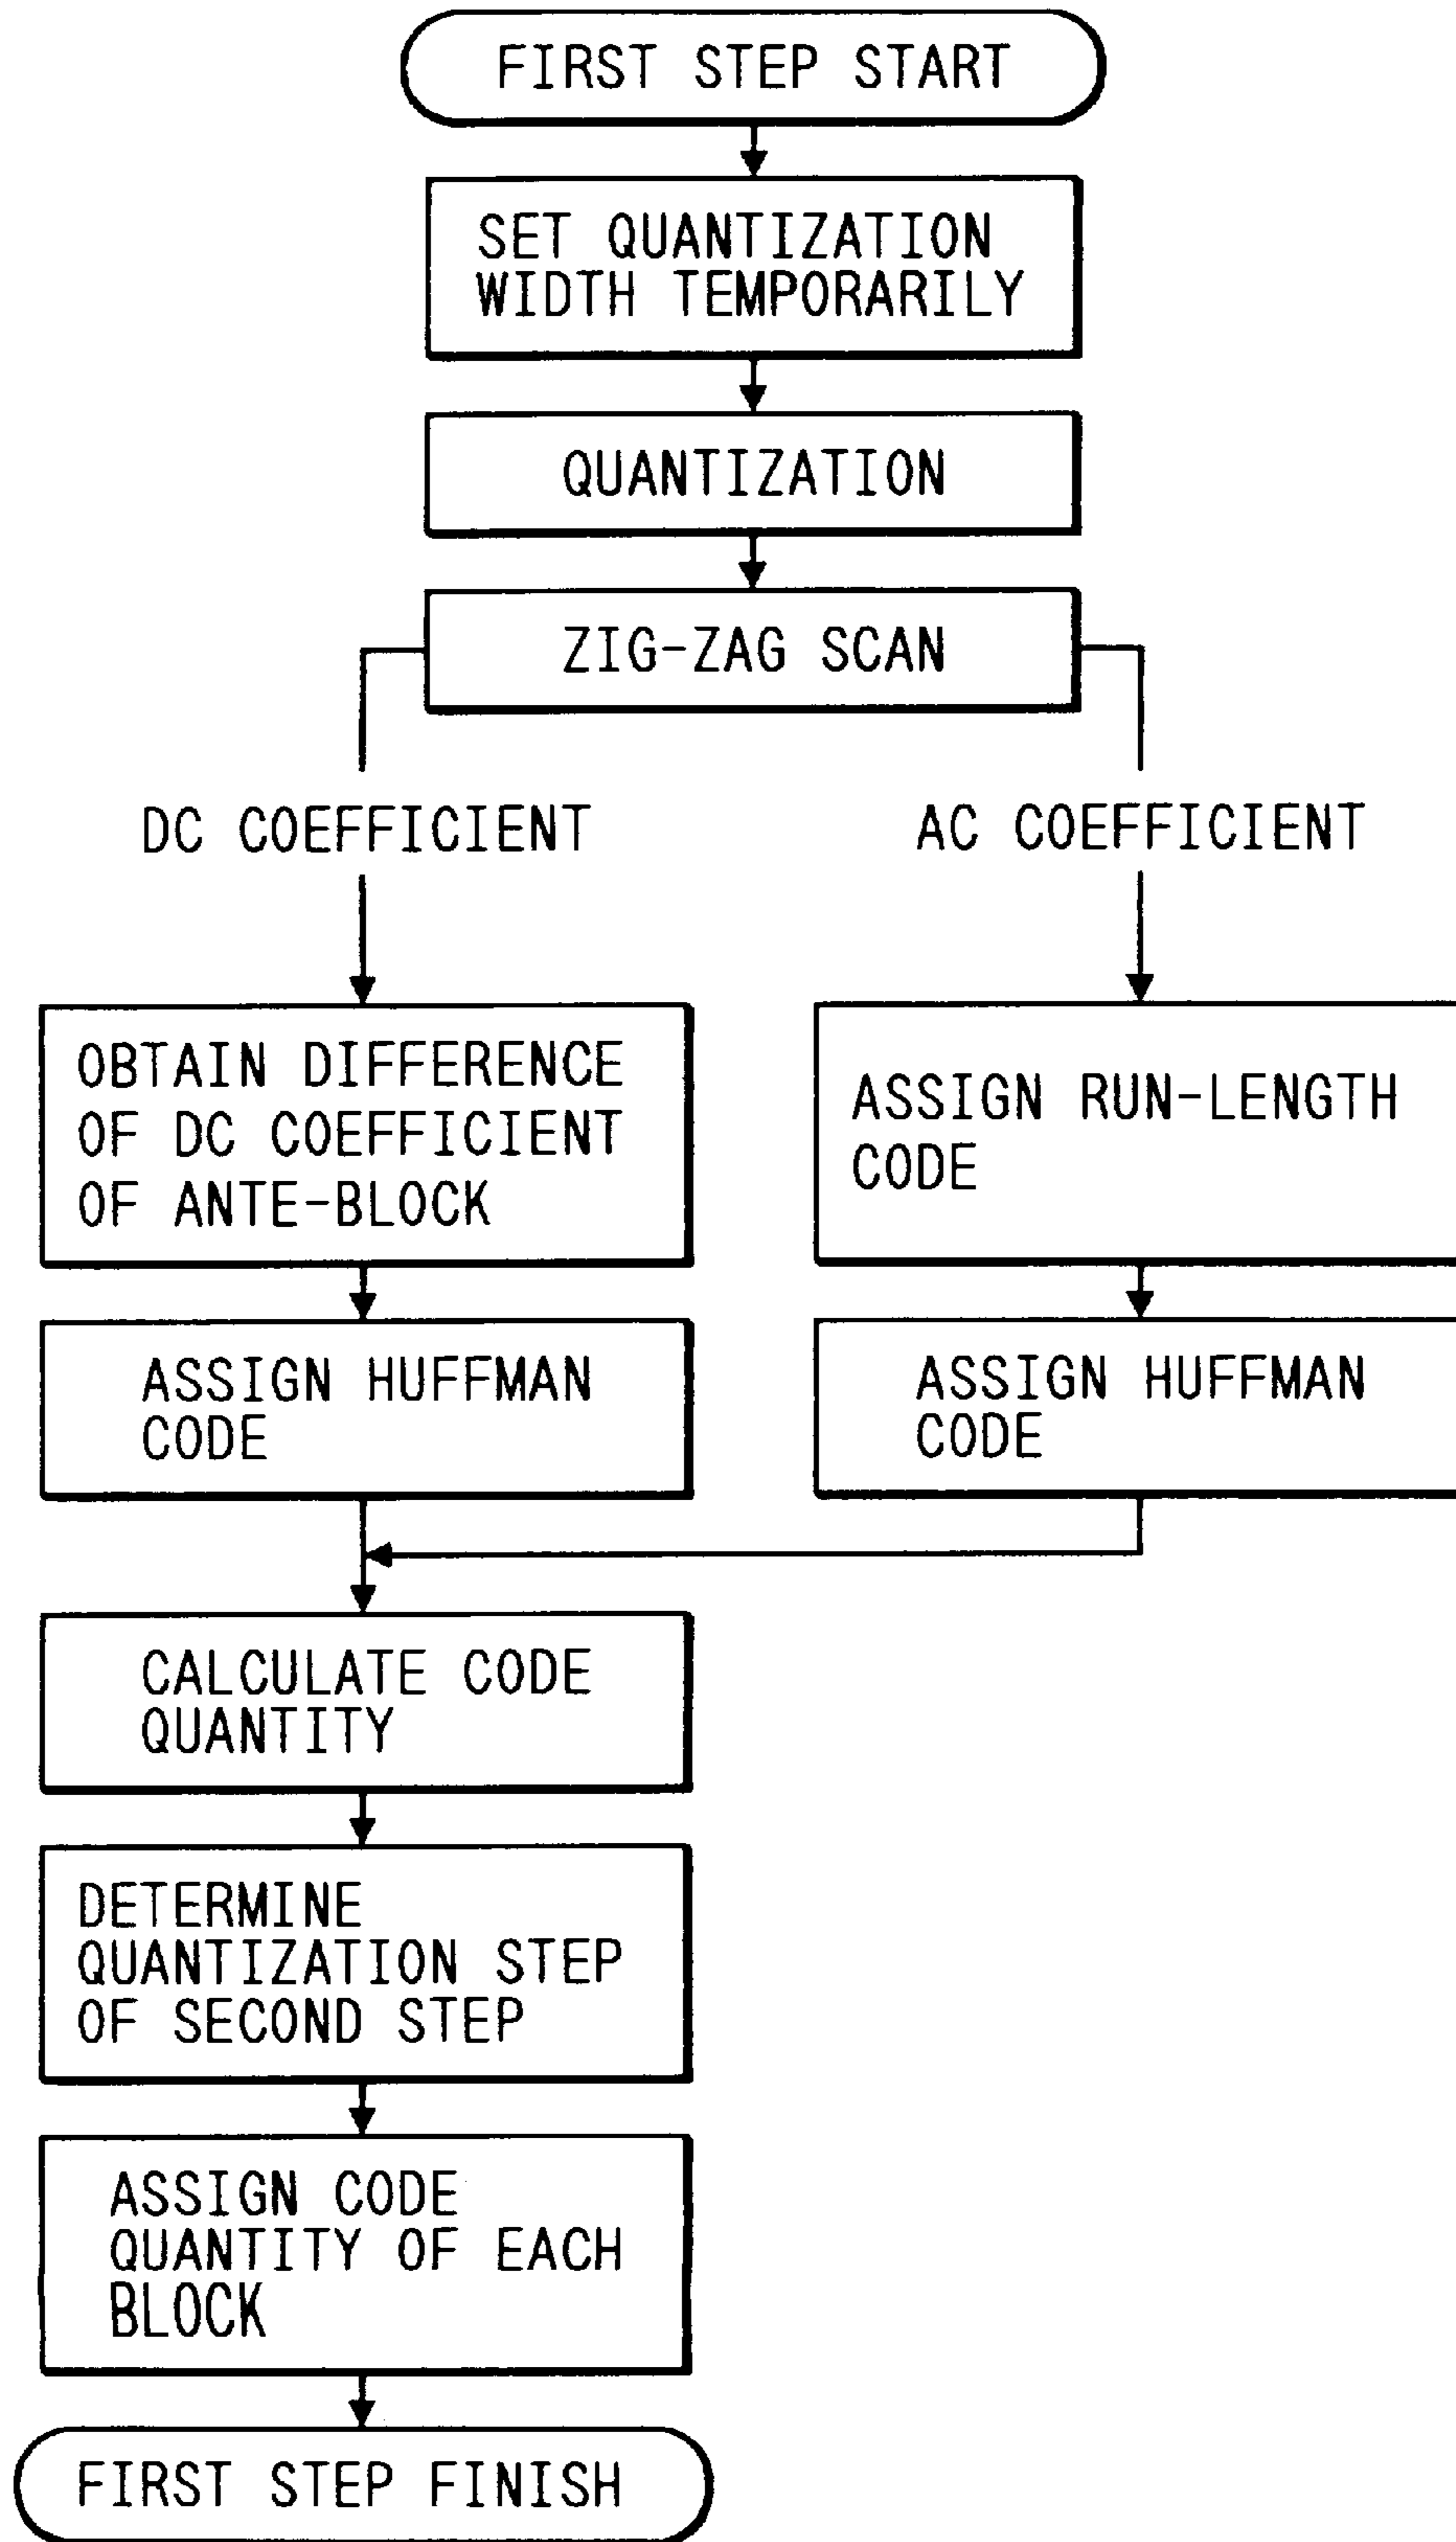 FIRST STEP START
SET QUANTIZATION
WIDTH TEMPORARILY
QUANTIZATION
ZIG-ZAG SCAN
DC COEFFICIENT
AC COEFFICIENT
OBTAIN DIFFERENCE
OF DC COEFFICIENT
OF ANTE-BLOCK
ASSIGN RUN-LENGTH
CODE
ASSIGN HUFFMAN
CODE
ASSIGN HUFFMAN
CODE
CALCULATE CODE
QUANTITY
DETERMINE
QUANTIZATION STEP
OF SECOND STEP
ASSIGN CODE
QUANTITY OF EACH
BLOCK
FIRST STEP FINISH